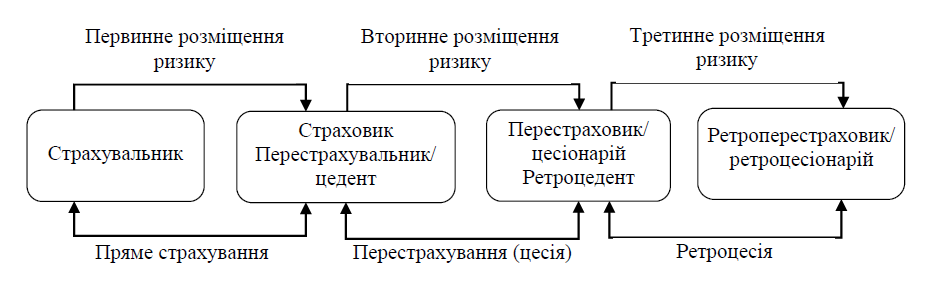 Первинне розміщення
ризику
Вторинне розміщення
ризику
Третинне розміщення
ризику
Страхувальник
Страховик
Перестрахувальник/
цедент
Перестраховик/
цесіонарій
Ретроцедент
Ретроперестраховик/
ретроцесіонарій
Пряме страхування
Перестрахування (цесія)
Ретроцесія